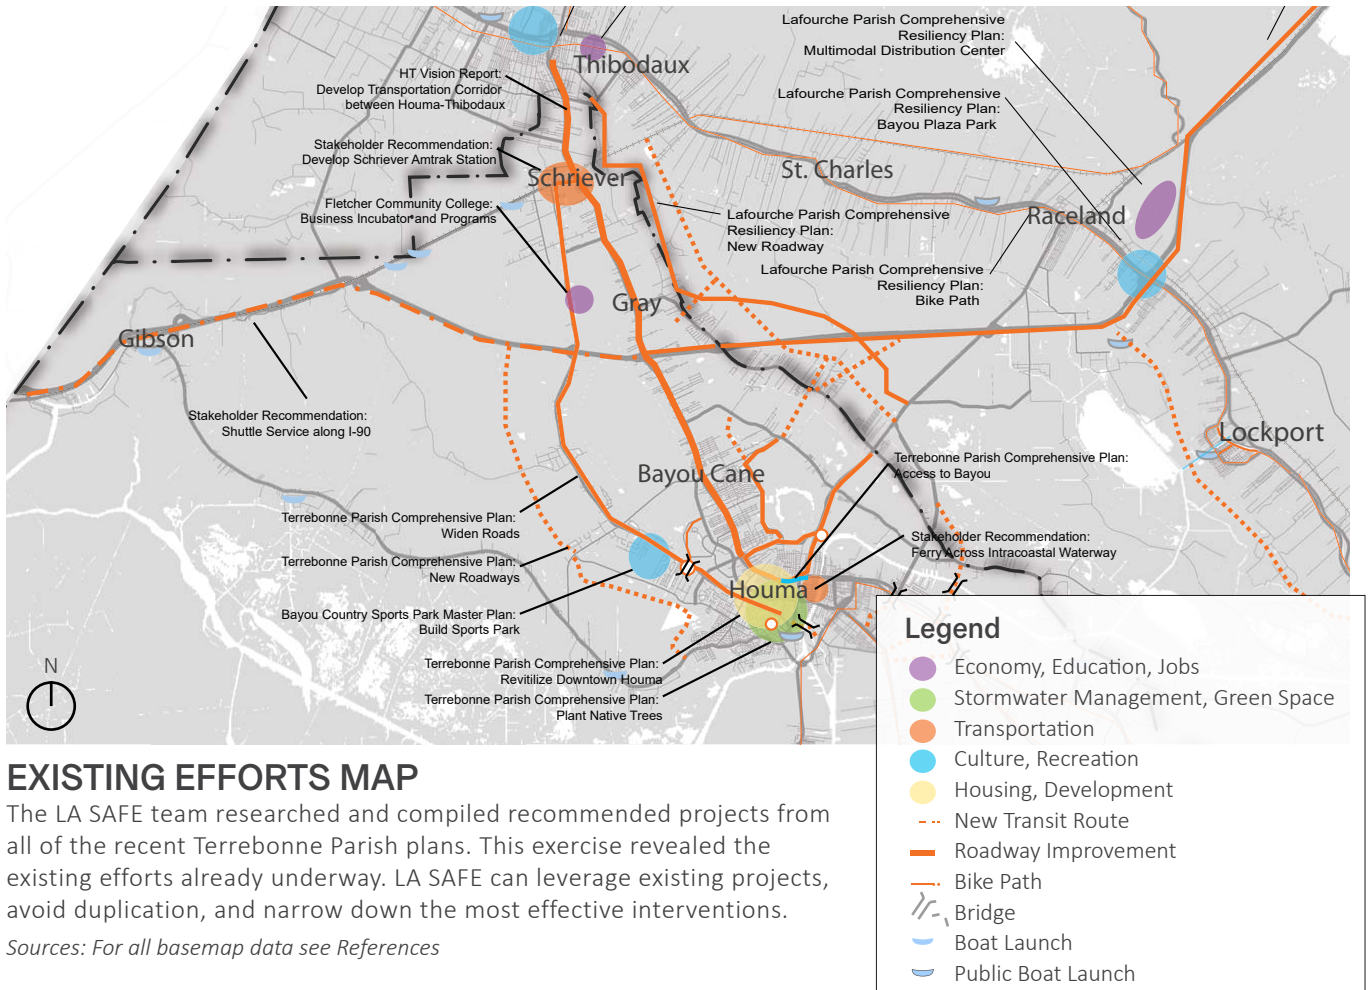 Lafourche Parish Comprehensive
Resiliency Plan:
Multimodal Distribution Center
Thibodaux
HT Vision Report:
Develop Transportation Corridor
between Houma-Thibodaux
Lafourche Parish Comprehensive
Resiliency Plan:
Bayou Plaza Park
Stakeholder Recommendation:
Develop Schriever Amtrak Station
St. Charles
Schriever
Fletcher Community College:
Business Incubator and Programs
Lafourche Parish Comprehensive
Resiliency Plan:
New Roadway
Raceland
Lafourche Parish Comprehensive
Resiliency Plan:
Bike Path
Gray
Gibson
Stakeholder Recommendation:
Shuttle Service along I-90
Lockport
Bayou Cane
Terrebonne Parish Comprehensive Plan:
Access to Bayou
Terrebonne Parish Comprehensive Plan:
Widen Roads
Stakeholder Recommendation:
Ferry Across Intracoastal Waterway
Terrebonne Parish Comprehensive Plan:
New Roadways
Houma
Bayou Country Sports Park Master Plan:
Build Sports Park
Terrebonne Parish Comprehensive Plan:
Revitilize Downtown Houma
Terrebonne Parish Comprehensive Plan:
Plant Native Trees
N
Legend
Economy, Education, Jobs
Stormwater Management, Green Space
Transportation
Culture, Recreation
Housing, Development
New Transit Route
Roadway Improvement
Bike Path
Bridge
Boat Launch
Public Boat Launch
EXISTING EFFORTS MAP
The LA SAFE team researched and compiled recommended projects from
all of the recent Terrebonne Parish plans. This exercise revealed the
existing efforts already underway. LA SAFE can leverage existing projects,
avoid duplication, and narrow down the most effective interventions.
Sources: For all basemap data see References